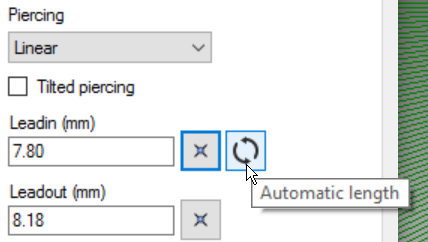 Piercing
Linear
Tilted piercing
Leadin (mm)
7.80
Automatic length
Leadout (mm)
8.18